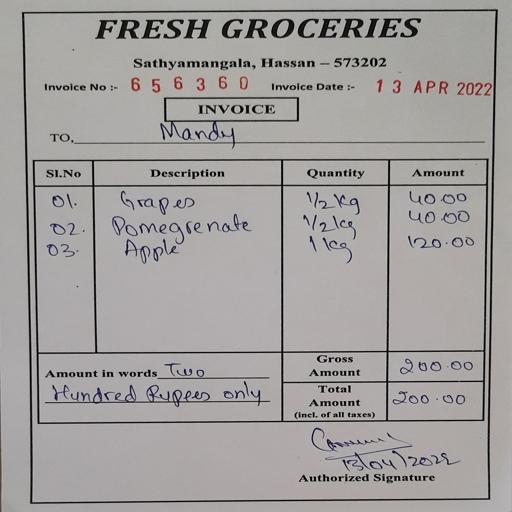 FRESH GROCERIES
Sathyamangala, Hassan – 573202
Invoice No :- 656360 Invoice Date :- 13 APR 2022
INVOICE
TO, Mandy
Sl.No Description Quantity Amount
01. Grapes 1/2 kg 40.00
02. Pomegrenate 1/2 kg 40.00
03. Apple 1 kg 120.00
Amount in words Two
Hundred Rupees only
Gross
Amount 200.00
Total
Amount 200.00
(incl. of all taxes)
13/04/2022
Authorized Signature